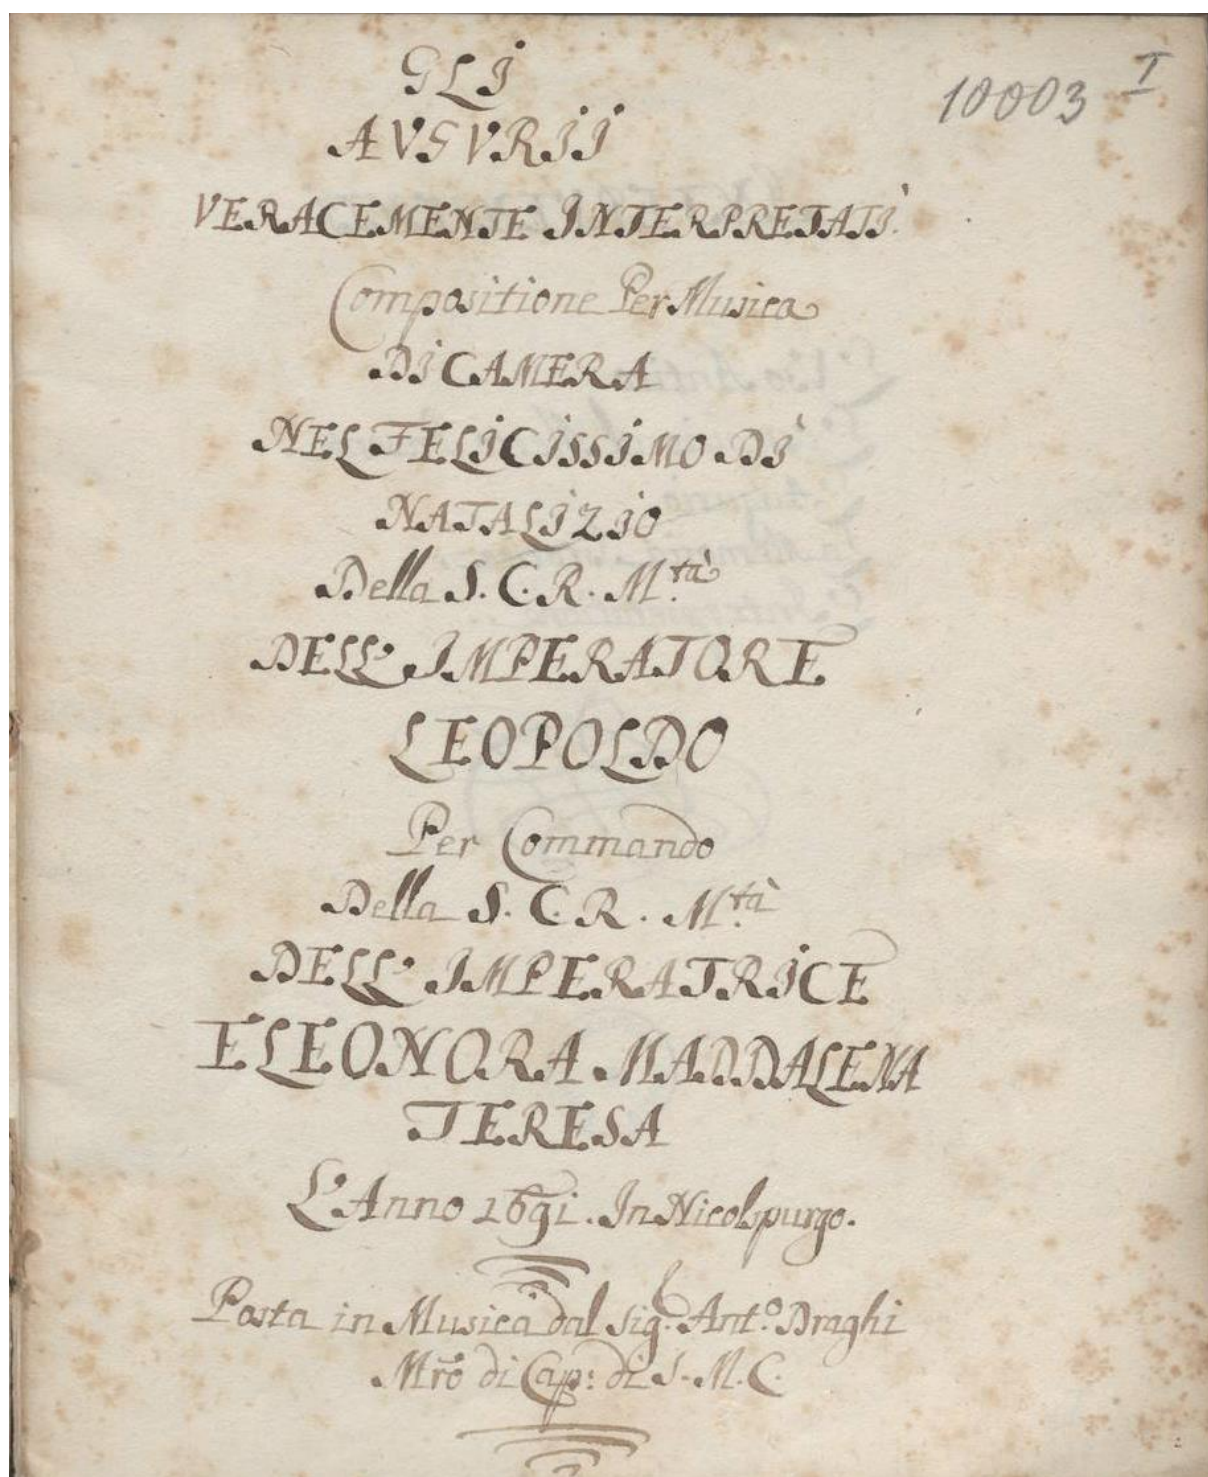 GLI
10003 I
AVGVRII
VERACEMENTE INTERPRETATI.
Compositione Per Musica
DI CAMERA
NEL FELICISSIMO DI
NATALIZIO
Della S. C. R. M.tà
DELL' IMPERATORE
LEOPOLDO
Per Commando
Della S. C. R. M.tà
DELL' IMPERATRICE
ELEONORA MADDALENA
TERESA
L'Anno 1691. In Nicolspurgo.
Posta in Musica dal Sig.r Ant.o Draghi
Mro di Cap: di S. M. C.